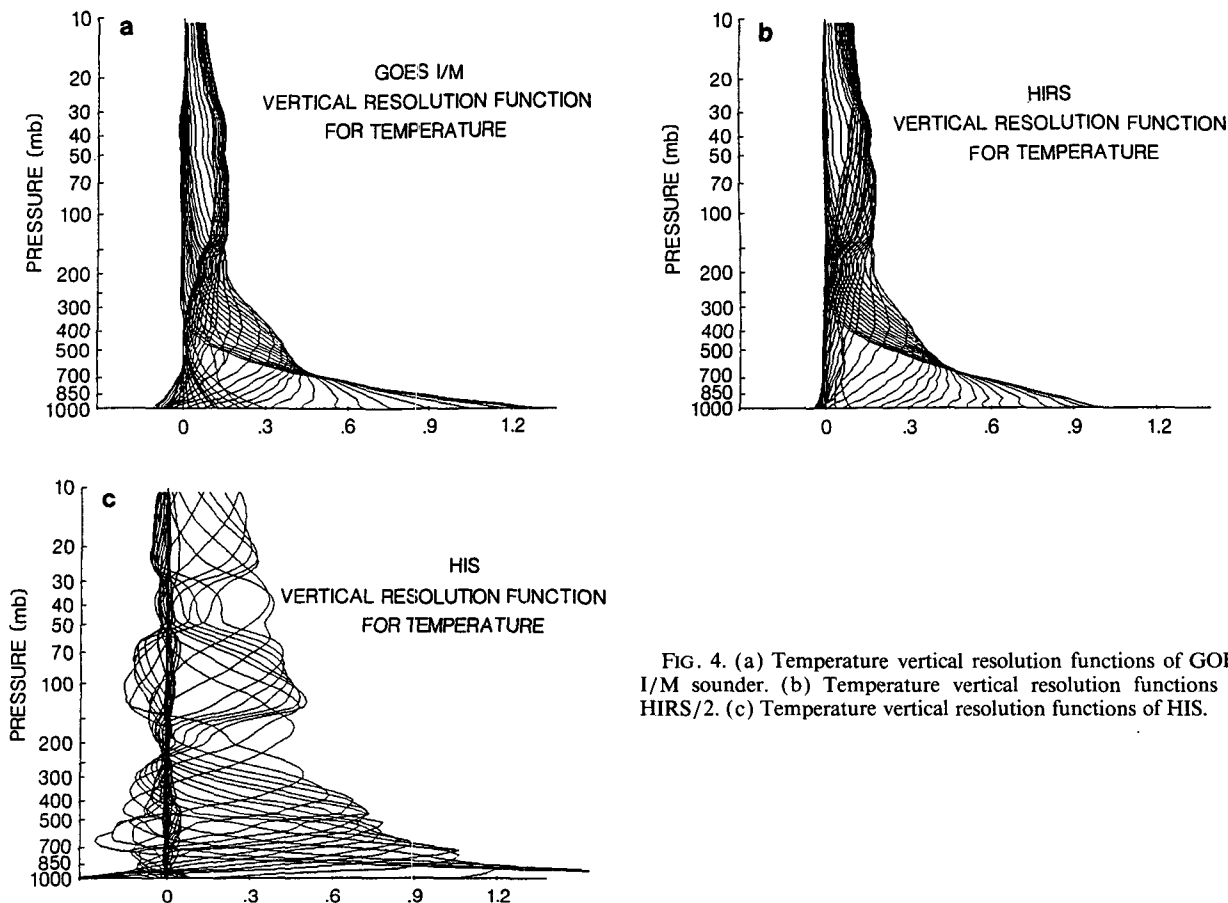 a
GOES I/M
VERTICAL RESOLUTION FUNCTION
FOR TEMPERATURE
PRESSURE (mb)
10
20
30
40
50
70
100
200
300
400
500
700
850
1000
0 .3 .6 .9 1.2
b
HIRS
VERTICAL RESOLUTION FUNCTION
FOR TEMPERATURE
PRESSURE (mb)
10
20
30
40
50
70
100
200
300
400
500
700
850
1000
0 .3 .6 .9 1.2
c
HIS
VERTICAL RESOLUTION FUNCTION
FOR TEMPERATURE
PRESSURE (mb)
10
20
30
40
50
70
100
200
300
400
500
700
850
1000
0 .3 .6 .9 1.2
FIG. 4. (a) Temperature vertical resolution functions of
I/M sounder. (b) Temperature vertical resolution functions
HIRS/2. (c) Temperature vertical resolution functions of HIS.